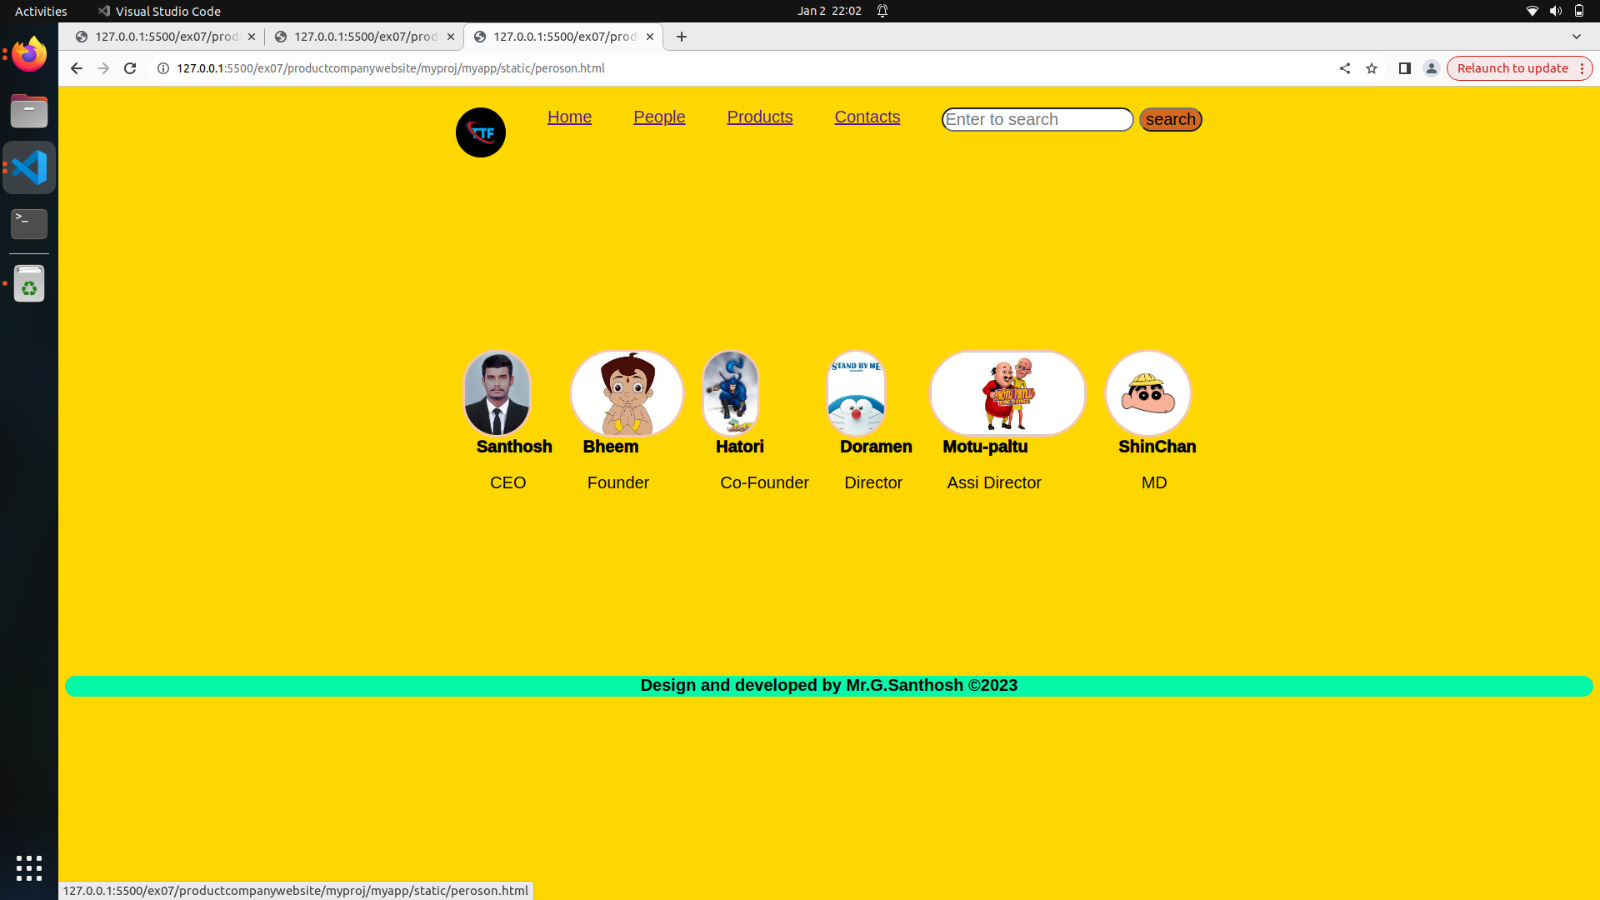 Activities
Visual Studio Code
Jan 2 22:02
127.0.0.1:5500/ex07/prod
127.0.0.1:5500/ex07/prod
127.0.0.1:5500/ex07/prod
127.0.0.1:5500/ex07/productcompanywebsite/myproj/myapp/static/peroson.html
Relaunch to update
TTF
Home
People
Products
Contacts
Enter to search
search
STAND BY ME
Santhosh
Bheem
Hatori
Doramen
Motu-paltu
ShinChan
CEO
Founder
Co-Founder
Director
Assi Director
MD
Design and developed by Mr.G.Santhosh ©2023
127.0.0.1:5500/ex07/productcompanywebsite/myproj/myapp/static/peroson.html